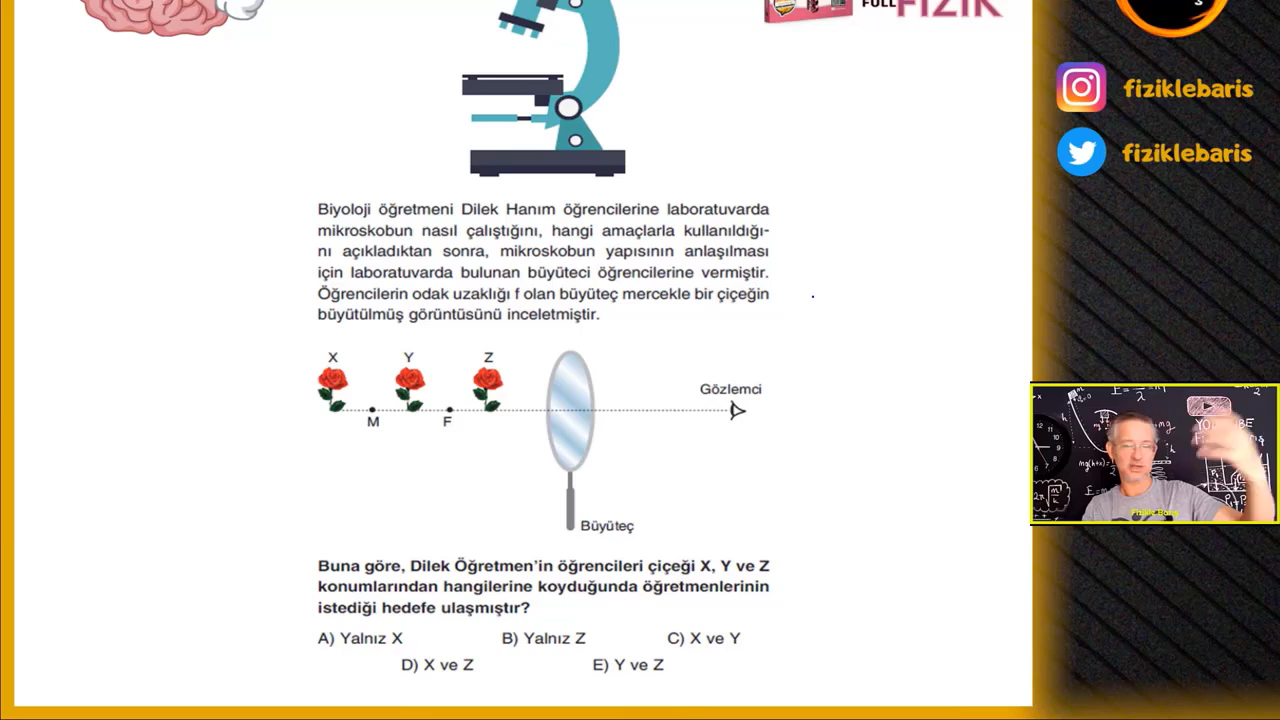 FULL
FİZİK
fiziklebaris
fiziklebaris
Biyoloji öğretmeni Dilek Hanım öğrencilerine laboratuvarda
mikroskobun nasıl çalıştığını, hangi amaçlarla kullanıldığı-
nı açıkladıktan sonra, mikroskobun yapısının anlaşılması
için laboratuvarda bulunan büyüteci öğrencilerine vermiştir.
Öğrencilerin odak uzaklığı f olan büyüteç mercekle bir çiçeğin
büyütülmüş görüntüsünü inceletmiştir.
X
Y
Z
Gözlemci
M
F
Büyüteç
Fizikle Barış
Buna göre, Dilek Öğretmen'in öğrencileri çiçeği X, Y ve Z
konumlarından hangilerine koyduğunda öğretmenlerinin
istediği hedefe ulaşmıştır?
A) Yalnız X
B) Yalnız Z
C) X ve Y
D) X ve Z
E) Y ve Z